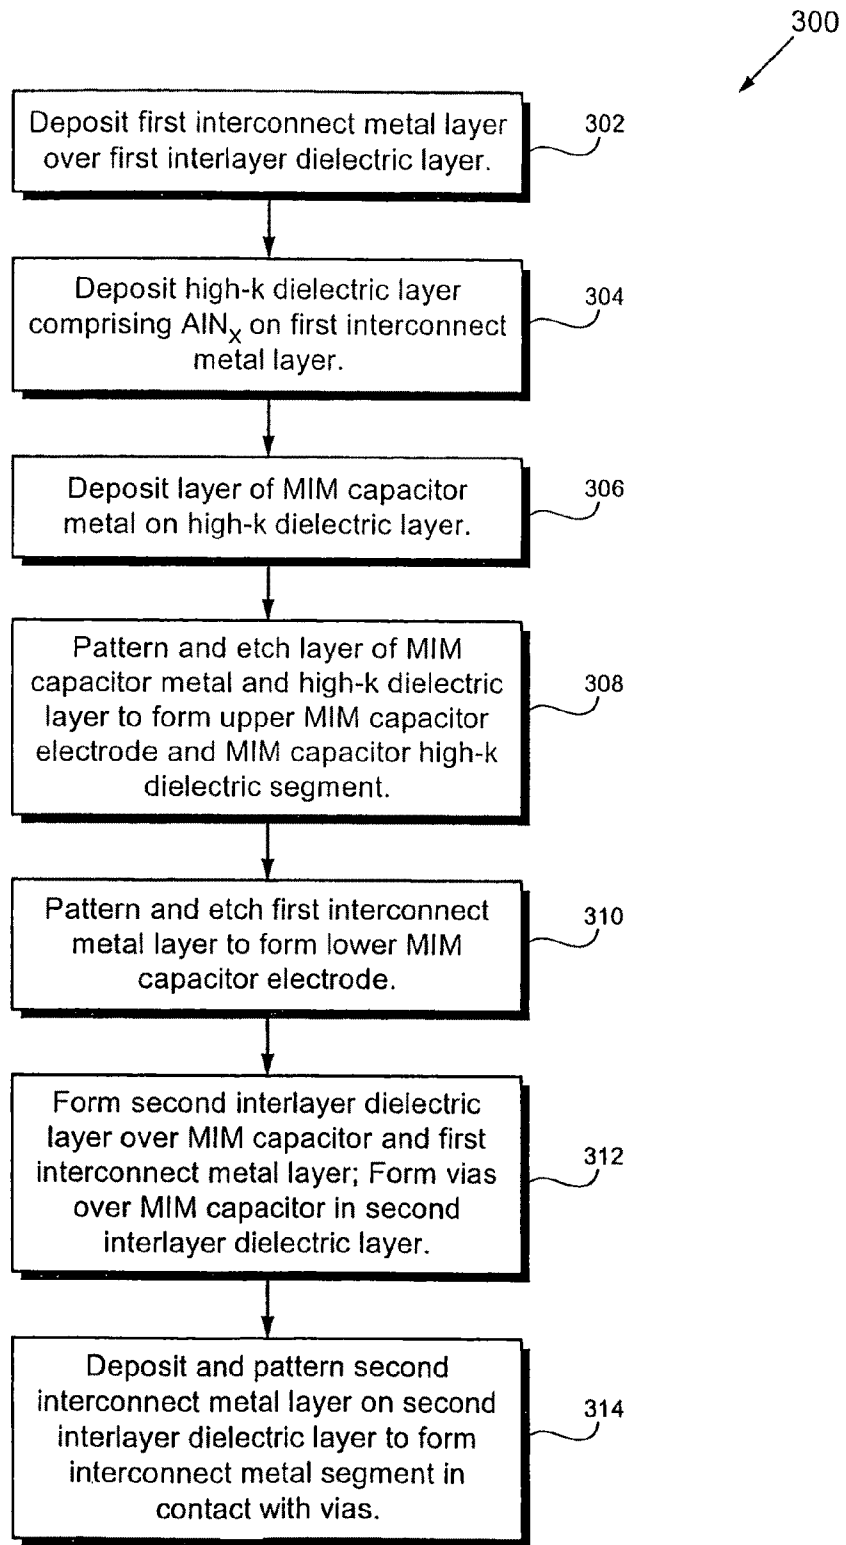 300
Deposit first interconnect metal layer
over first interlayer dielectric layer.
302
Deposit high-k dielectric layer
comprising AlNₓ on first interconnect
metal layer.
304
Deposit layer of MIM capacitor
metal on high-k dielectric layer.
306
Pattern and etch layer of MIM
capacitor metal and high-k dielectric
layer to form upper MIM capacitor
electrode and MIM capacitor high-k
dielectric segment.
308
Pattern and etch first interconnect
metal layer to form lower MIM
capacitor electrode.
310
Form second interlayer dielectric
layer over MIM capacitor and first
interconnect metal layer; Form vias
over MIM capacitor in second
interlayer dielectric layer.
312
Deposit and pattern second
interconnect metal layer on second
interlayer dielectric layer to form
interconnect metal segment in
contact with vias.
314